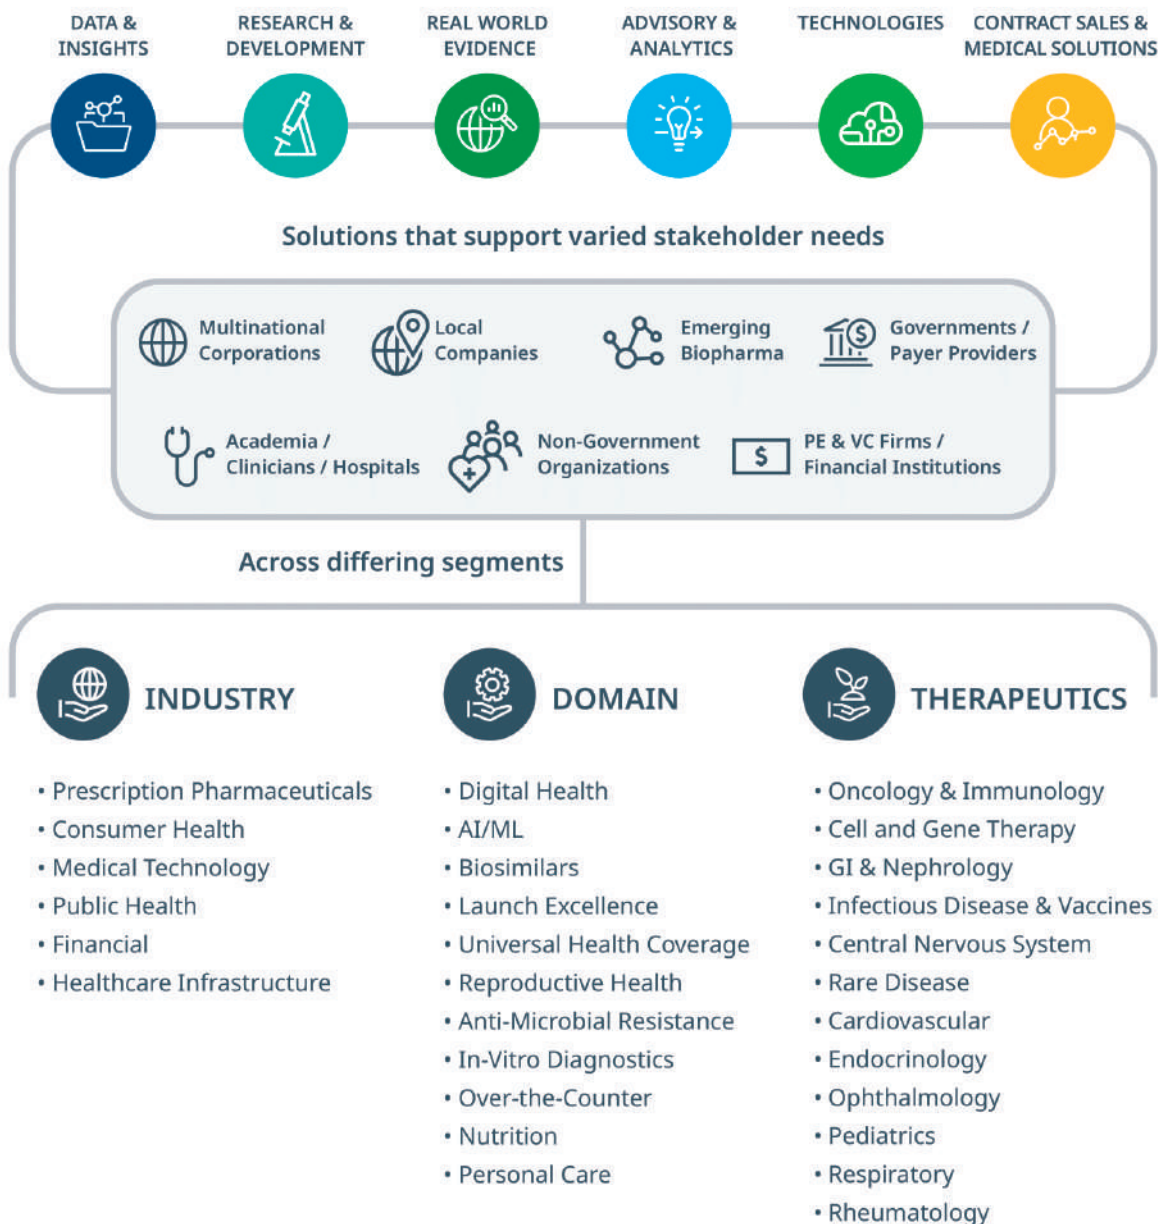 DATA &
INSIGHTS
RESEARCH &
DEVELOPMENT
REAL WORLD
EVIDENCE
ADVISORY &
ANALYTICS
TECHNOLOGIES
CONTRACT SALES &
MEDICAL SOLUTIONS
Solutions that support varied stakeholder needs
Multinational
Corporations
Local
Companies
Emerging
Biopharma
Governments /
Payer Providers
Academia /
Clinicians / Hospitals
Non-Government
Organizations
$
PE & VC Firms /
Financial Institutions
Across differing segments
INDUSTRY
• Prescription Pharmaceuticals
• Consumer Health
• Medical Technology
• Public Health
• Financial
• Healthcare Infrastructure
DOMAIN
• Digital Health
• AI/ML
• Biosimilars
• Launch Excellence
• Universal Health Coverage
• Reproductive Health
• Anti-Microbial Resistance
• In-Vitro Diagnostics
• Over-the-Counter
• Nutrition
• Personal Care
THERAPEUTICS
• Oncology & Immunology
• Cell and Gene Therapy
• GI & Nephrology
• Infectious Disease & Vaccines
• Central Nervous System
• Rare Disease
• Cardiovascular
• Endocrinology
• Ophthalmology
• Pediatrics
• Respiratory
• Rheumatology